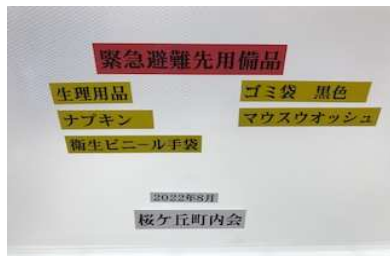 緊急避難先用備品
生理用品
ナプキン
衛生ビニール手袋
ゴミ袋 黒色
マウスウオッシュ
2022年8月
桜ケ丘町内会